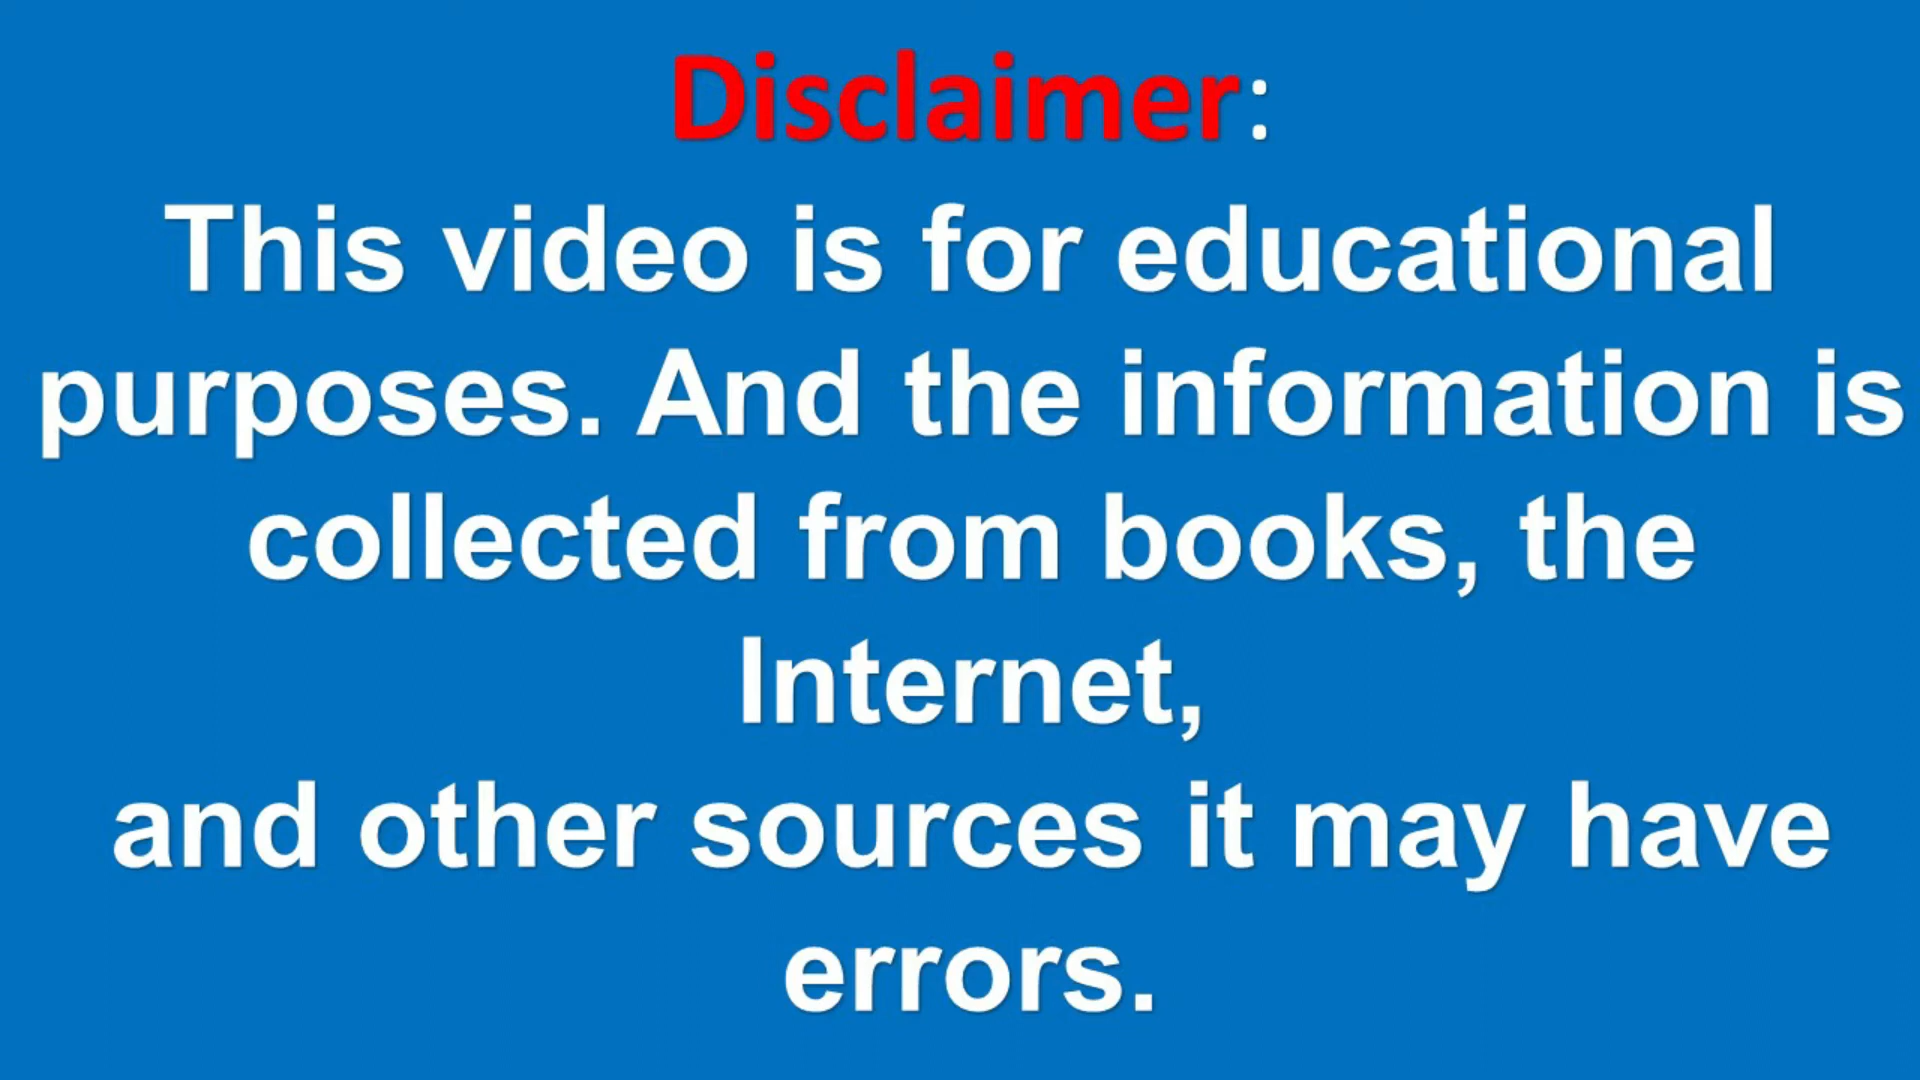 Disclaimer:
This video is for educational
purposes. And the information is
collected from books, the
Internet,
and other sources it may have
errors.